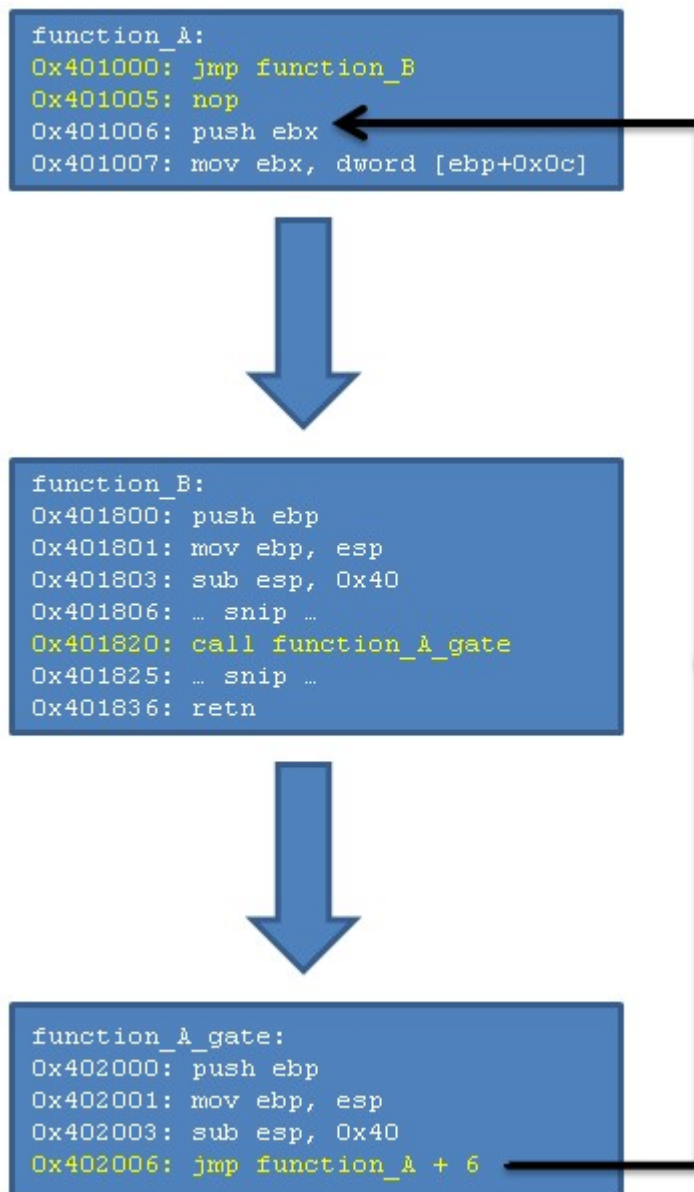 function_A:
0x401000: jmp function_B
0x401005: nop
0x401006: push ebx
0x401007: mov ebx, dword [ebp+0x0c]
function_B:
0x401800: push ebp
0x401801: mov ebp, esp
0x401803: sub esp, 0x40
0x401806: … snip …
0x401820: call function_A_gate
0x401825: … snip …
0x401836: retn
function_A_gate:
0x402000: push ebp
0x402001: mov ebp, esp
0x402003: sub esp, 0x40
0x402006: jmp function_A + 6